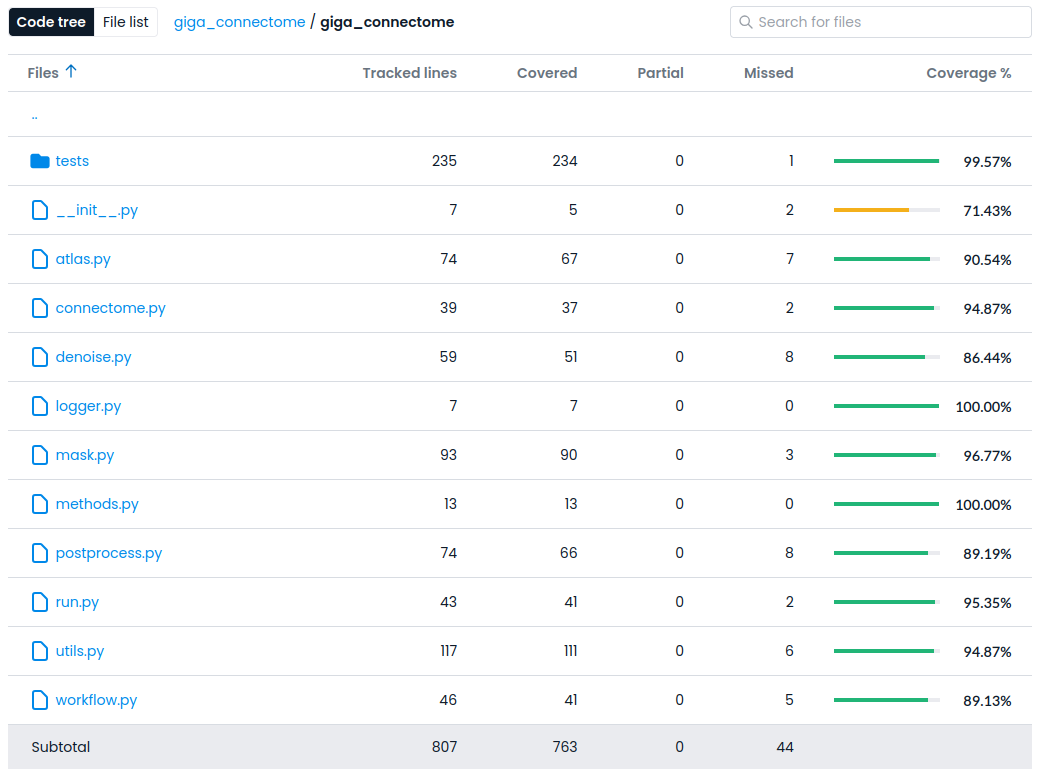 Code tree File list giga_connectome / giga_connectome Search for files
Files ↑ Tracked lines Covered Partial Missed Coverage %
..
tests 235 234 0 1 99.57%
__init__.py 7 5 0 2 71.43%
atlas.py 74 67 0 7 90.54%
connectome.py 39 37 0 2 94.87%
denoise.py 59 51 0 8 86.44%
logger.py 7 7 0 0 100.00%
mask.py 93 90 0 3 96.77%
methods.py 13 13 0 0 100.00%
postprocess.py 74 66 0 8 89.19%
run.py 43 41 0 2 95.35%
utils.py 117 111 0 6 94.87%
workflow.py 46 41 0 5 89.13%
Subtotal 807 763 0 44